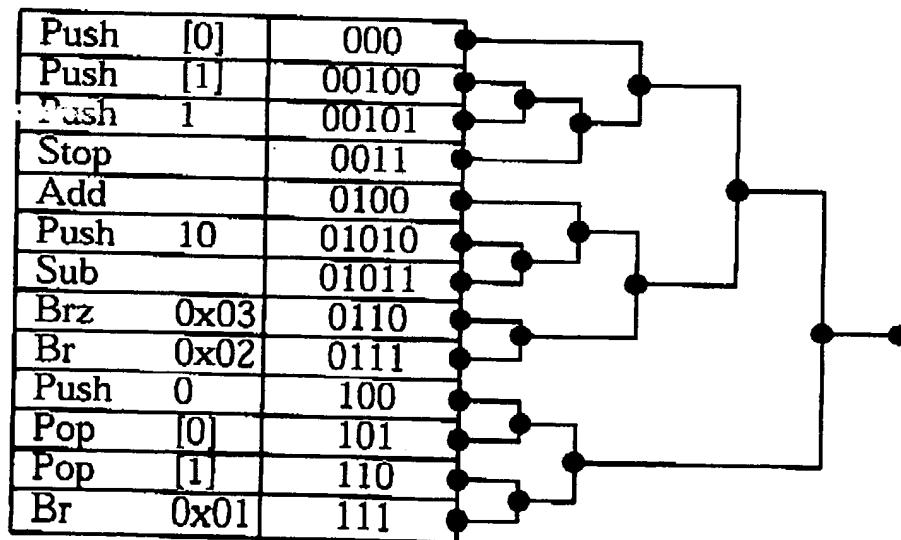 Push [0] 000
Push [1] 00100
Push 1 00101
Stop 0011
Add 0100
Push 10 01010
Sub 01011
Brz 0x03 0110
Br 0x02 0111
Push 0 100
Pop [0] 101
Pop [1] 110
Br 0x01 111